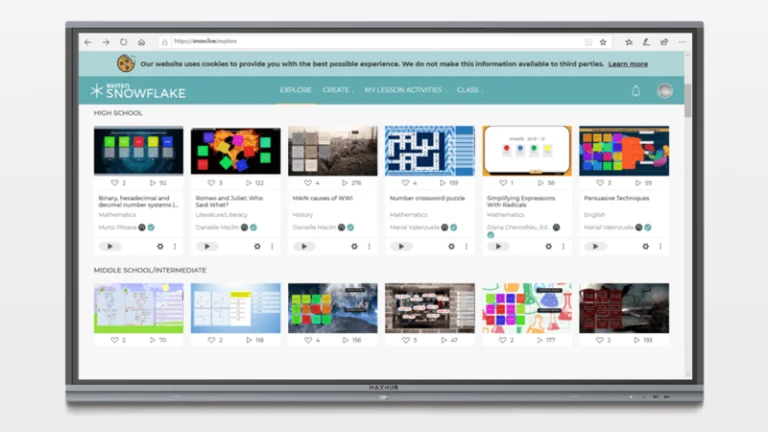 https://snow.live/explore
Our website uses cookies to provide you with the best possible experience. We do not make this information available to third parties. Learn more
SNOWFLAKE
EXPLORE CREATE MY LESSON ACTIVITIES CLASS
HIGH SCHOOL
2 92 3 122 4 276 4 159 1 38 3 59
Binary, hexadecimal and decimal number systems (...
Mathematics
Romeo and Juliet: Who Said What?
Literature/Literacy
Danielle Maclin
MAIN causes of WWI
History
Danielle Maclin
Number crossword puzzle
Mathematics
Marial Valenzuela
Simplifying Expressions With Radicals
Mathematics
Diana Chernofsky, Ed..
Persuasive Techniques
English
Marial Valenzuela
MIDDLE SCHOOL/INTERMEDIATE
2 70 2 118 4 156 5 47 2 177 2 193
MAXHUB